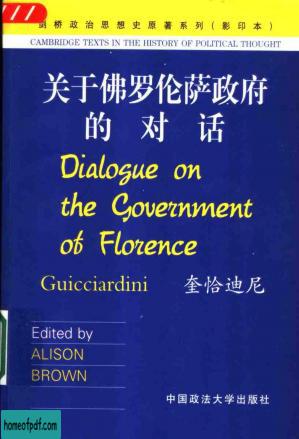 11
剑桥政治思想史原著系列(影印本)
CAMBRIDGE TEXTS IN THE HISTORY OF POLITICAL THOUGHT
关于佛罗伦萨政府
的对话
Dialogue on
the Government
of Florence
Guicciardini 奎恰迪尼
Edited by
ALISON
BROWN
中国政法大学出版社
homeofpdf.com